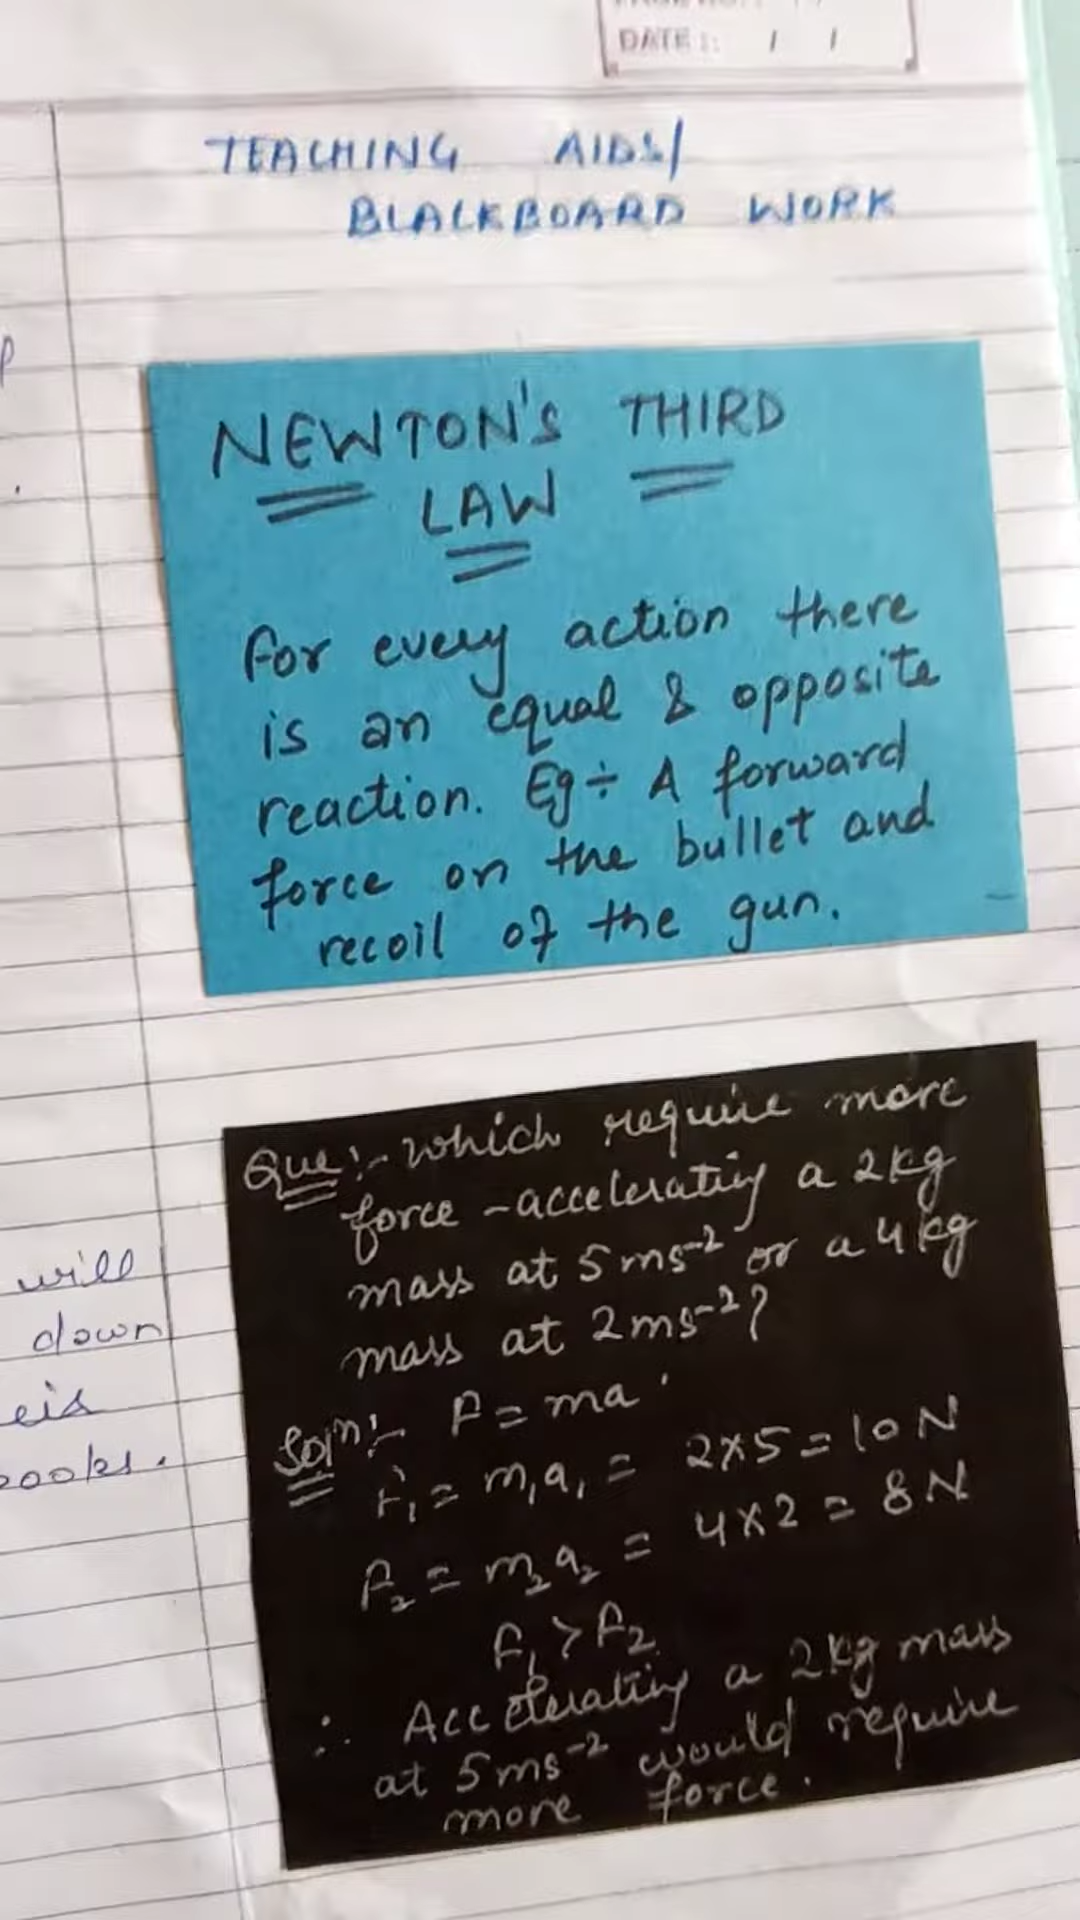 DATE : / /
TEACHING AIDS/
BLACKBOARD WORK
NEWTON'S THIRD
LAW
For every action there
is an equal & opposite
reaction. Eg ÷ A forward
force on the bullet and
recoil of the gun.
Que:- which require more
force - accelerating a 2kg
mass at 5ms⁻² or a 4kg
mass at 2ms⁻²?
Solⁿ:- F = ma.
F₁ = m₁a₁ = 2×5 = 10 N
F₂ = m₂a₂ = 4×2 = 8N
F₁ > F₂
∴ Accelerating a 2kg mass
at 5ms⁻² would require
more force.
will
down